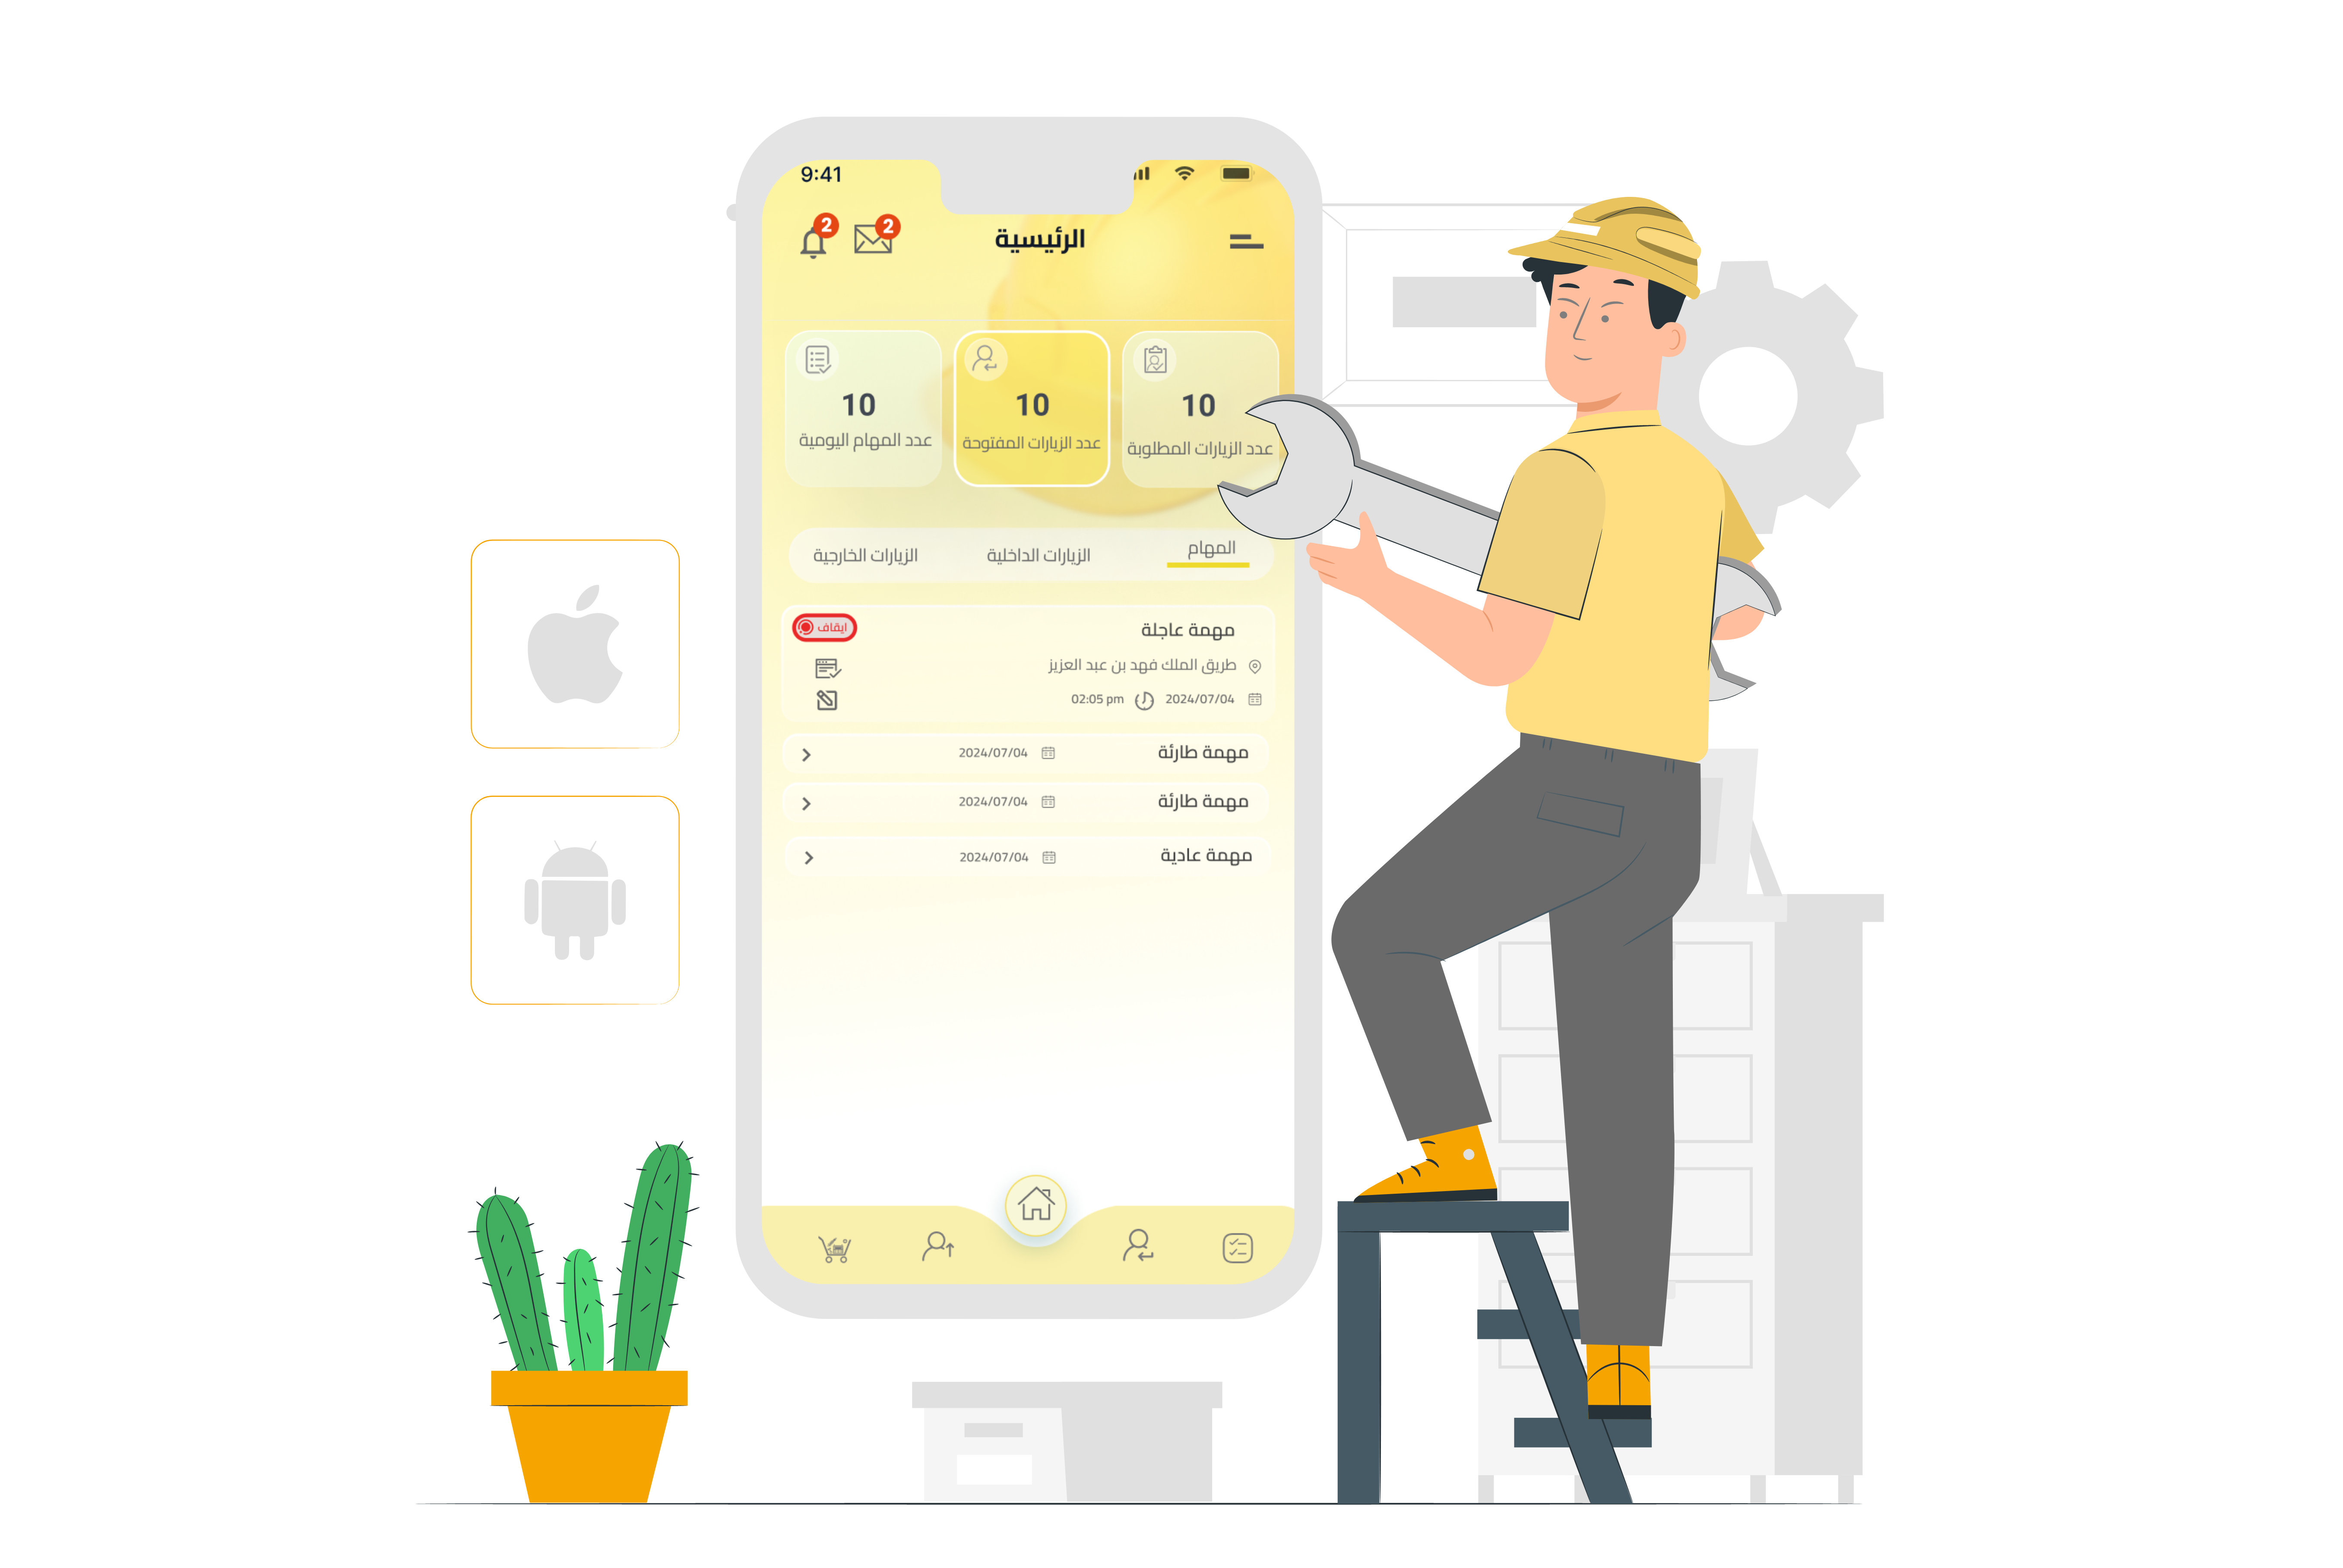 9:41
2
2
الرئيسية
10
عدد الزيارات المطلوبة
10
عدد الزيارات المفتوحة
10
عدد المهام اليومية
المهام
الزيارات الداخلية
الزيارات الخارجية
مهمة عاجلة
ايقاف
طريق الملك فهد بن عبد العزيز
2024/07/04 02:05 pm
مهمة طارئة 2024/07/04
مهمة طارئة 2024/07/04
مهمة عادية 2024/07/04